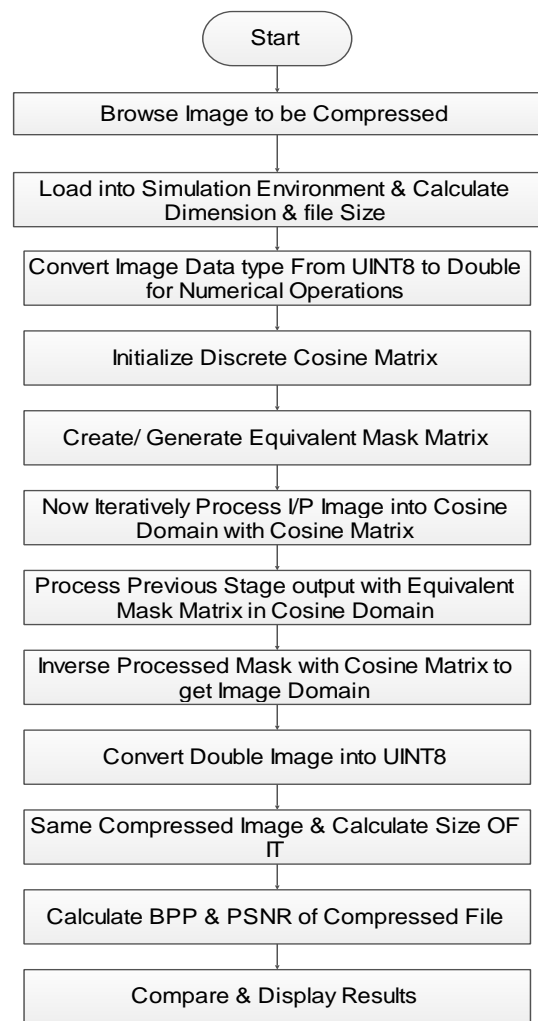 Start
Browse Image to be Compressed
Load into Simulation Environment & Calculate
Dimension & file Size
Convert Image Data type From UINT8 to Double
for Numerical Operations
Initialize Discrete Cosine Matrix
Create/ Generate Equivalent Mask Matrix
Now Iteratively Process I/P Image into Cosine
Domain with Cosine Matrix
Process Previous Stage output with Equivalent
Mask Matrix in Cosine Domain
Inverse Processed Mask with Cosine Matrix to
get Image Domain
Convert Double Image into UINT8
Same Compressed Image & Calculate Size OF
IT
Calculate BPP & PSNR of Compressed File
Compare & Display Results